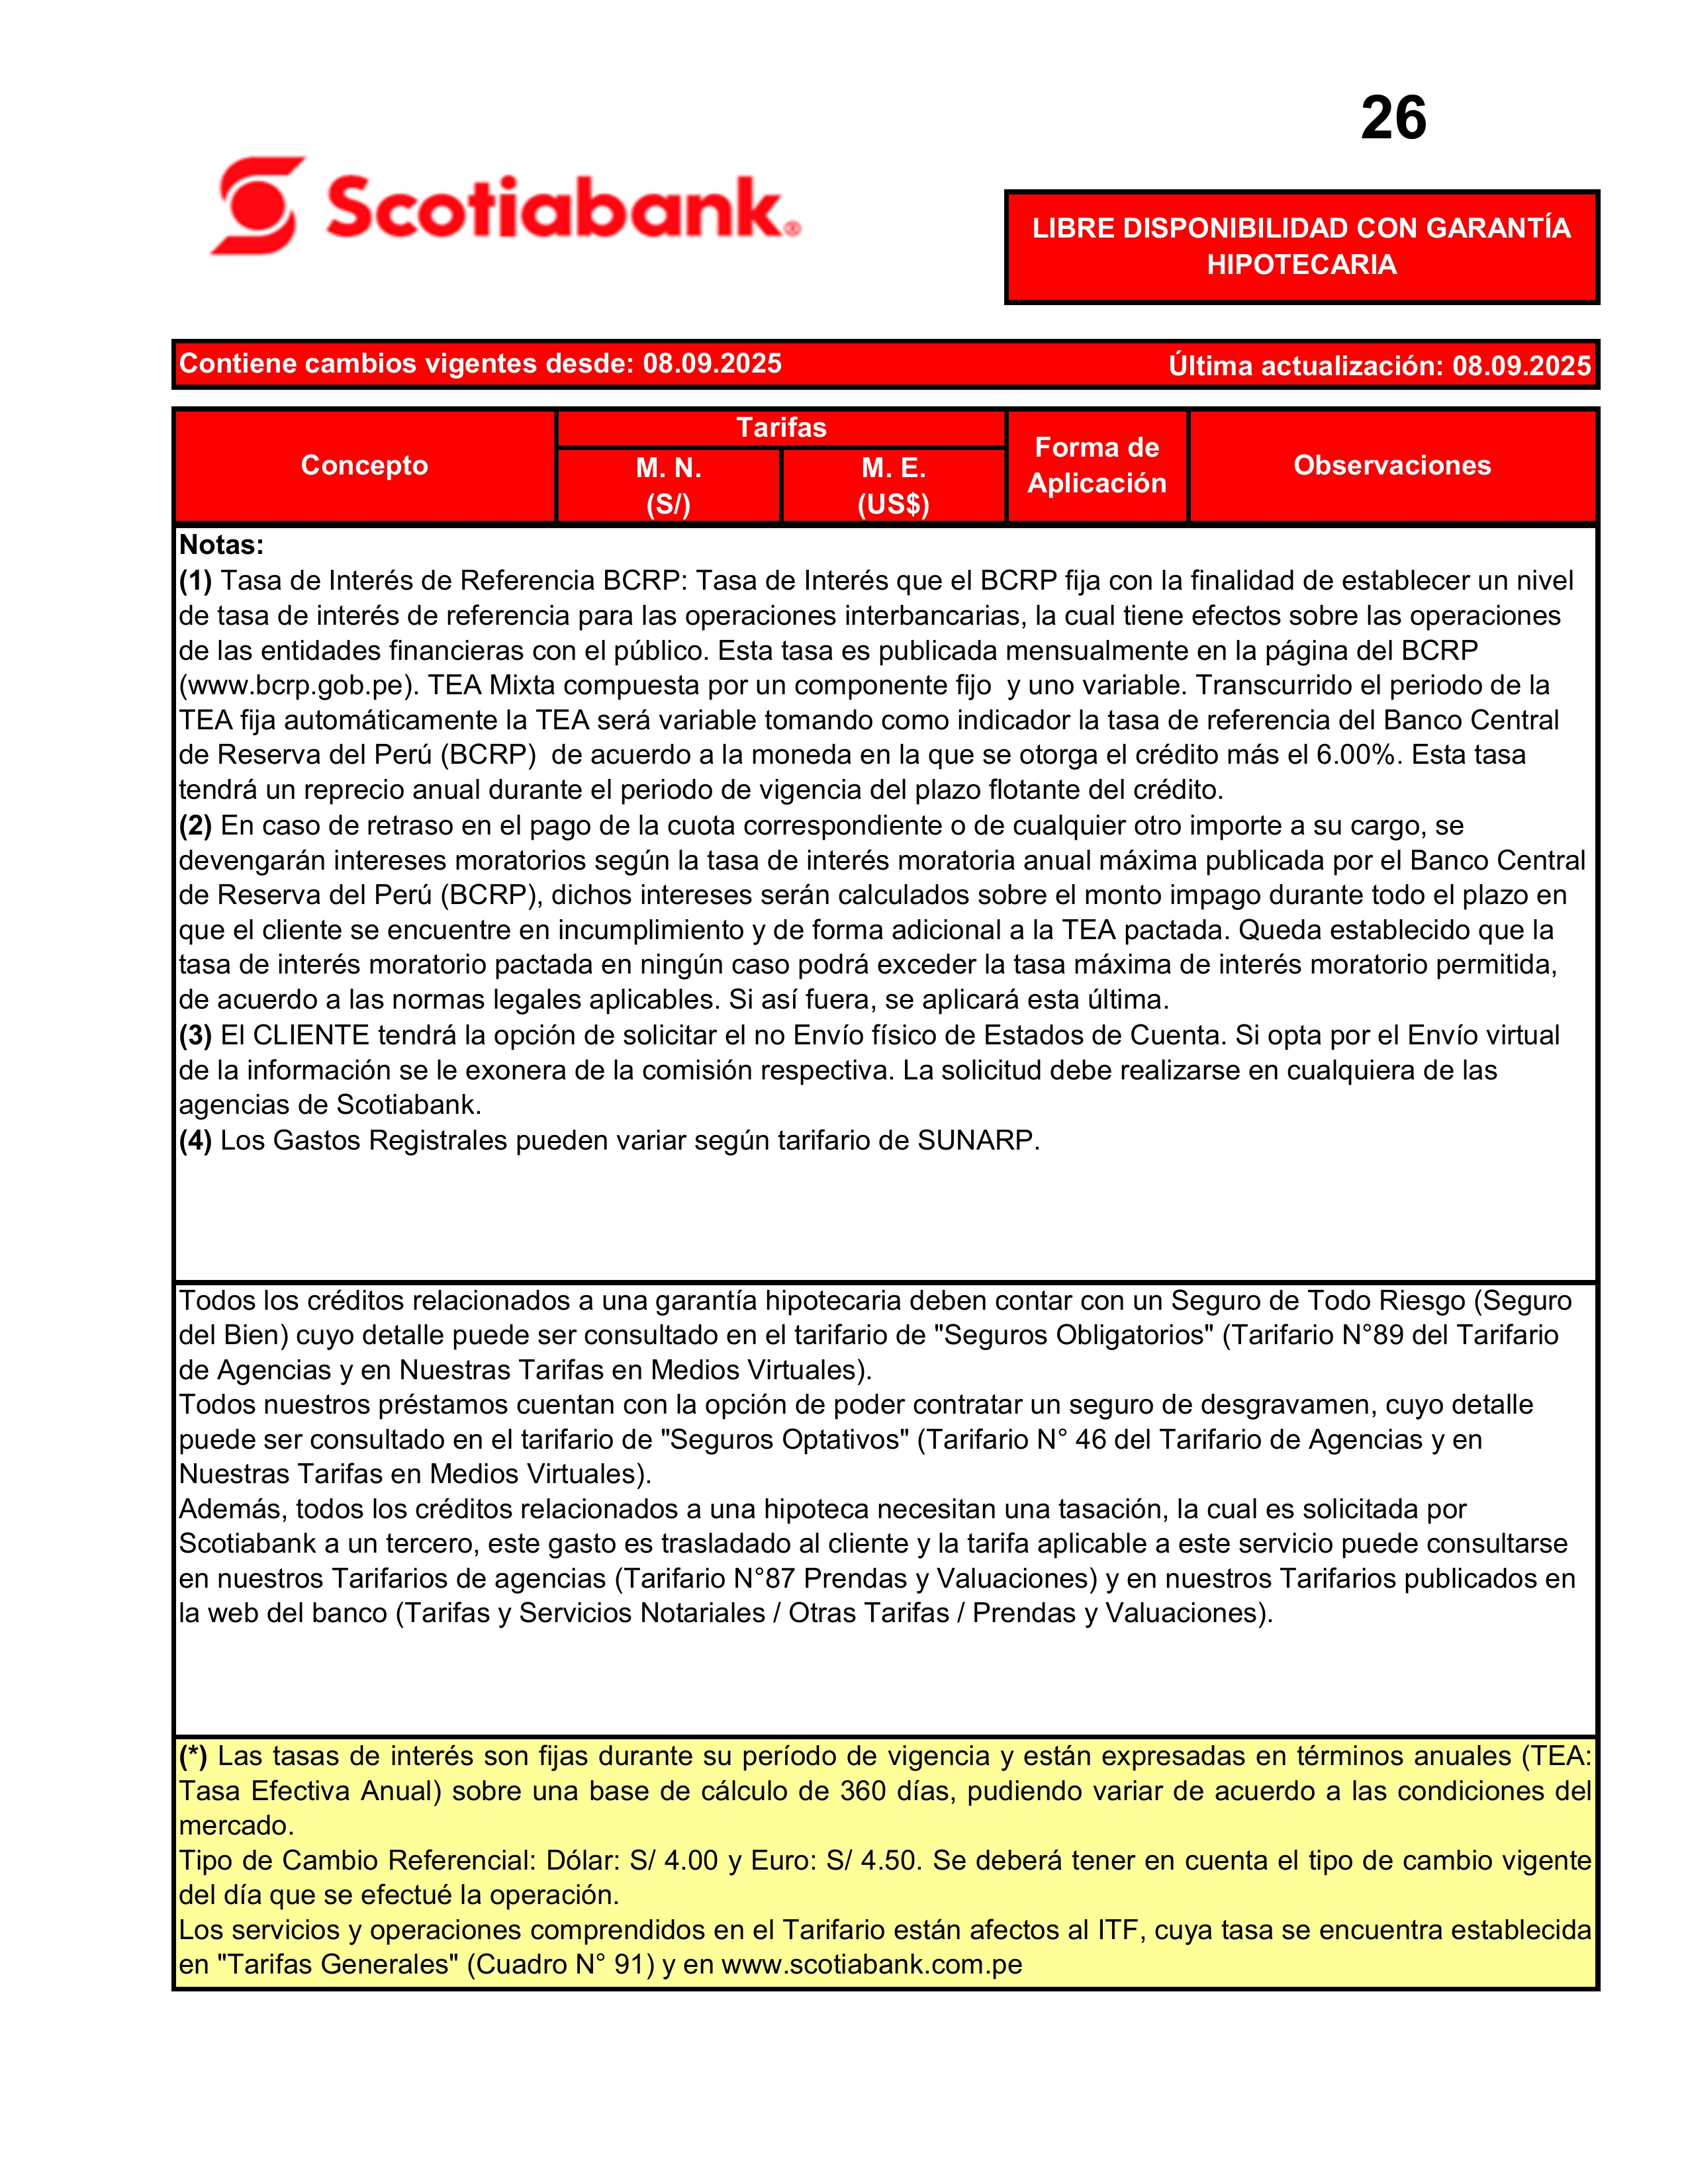 26
Scotiabank®
LIBRE DISPONIBILIDAD CON GARANTÍA
HIPOTECARIA
Contiene cambios vigentes desde: 08.09.2025
Última actualización: 08.09.2025
Concepto
Tarifas
M. N.
(S/)
M. E.
(US$)
Forma de
Aplicación
Observaciones
Notas:
(1) Tasa de Interés de Referencia BCRP: Tasa de Interés que el BCRP fija con la finalidad de establecer un nivel
de tasa de interés de referencia para las operaciones interbancarias, la cual tiene efectos sobre las operaciones
de las entidades financieras con el público. Esta tasa es publicada mensualmente en la página del BCRP
(www.bcrp.gob.pe). TEA Mixta compuesta por un componente fijo  y uno variable. Transcurrido el periodo de la
TEA fija automáticamente la TEA será variable tomando como indicador la tasa de referencia del Banco Central
de Reserva del Perú (BCRP)  de acuerdo a la moneda en la que se otorga el crédito más el 6.00%. Esta tasa
tendrá un reprecio anual durante el periodo de vigencia del plazo flotante del crédito.
(2) En caso de retraso en el pago de la cuota correspondiente o de cualquier otro importe a su cargo, se
devengarán intereses moratorios según la tasa de interés moratoria anual máxima publicada por el Banco Central
de Reserva del Perú (BCRP), dichos intereses serán calculados sobre el monto impago durante todo el plazo en
que el cliente se encuentre en incumplimiento y de forma adicional a la TEA pactada. Queda establecido que la
tasa de interés moratorio pactada en ningún caso podrá exceder la tasa máxima de interés moratorio permitida,
de acuerdo a las normas legales aplicables. Si así fuera, se aplicará esta última.
(3) El CLIENTE tendrá la opción de solicitar el no Envío físico de Estados de Cuenta. Si opta por el Envío virtual
de la información se le exonera de la comisión respectiva. La solicitud debe realizarse en cualquiera de las
agencias de Scotiabank.
(4) Los Gastos Registrales pueden variar según tarifario de SUNARP.
Todos los créditos relacionados a una garantía hipotecaria deben contar con un Seguro de Todo Riesgo (Seguro
del Bien) cuyo detalle puede ser consultado en el tarifario de "Seguros Obligatorios" (Tarifario N°89 del Tarifario
de Agencias y en Nuestras Tarifas en Medios Virtuales).
Todos nuestros préstamos cuentan con la opción de poder contratar un seguro de desgravamen, cuyo detalle
puede ser consultado en el tarifario de "Seguros Optativos" (Tarifario N° 46 del Tarifario de Agencias y en
Nuestras Tarifas en Medios Virtuales).
Además, todos los créditos relacionados a una hipoteca necesitan una tasación, la cual es solicitada por
Scotiabank a un tercero, este gasto es trasladado al cliente y la tarifa aplicable a este servicio puede consultarse
en nuestros Tarifarios de agencias (Tarifario N°87 Prendas y Valuaciones) y en nuestros Tarifarios publicados en
la web del banco (Tarifas y Servicios Notariales / Otras Tarifas / Prendas y Valuaciones).
(*) Las tasas de interés son fijas durante su período de vigencia y están expresadas en términos anuales (TEA:
Tasa Efectiva Anual) sobre una base de cálculo de 360 días, pudiendo variar de acuerdo a las condiciones del
mercado.
Tipo de Cambio Referencial: Dólar: S/ 4.00 y Euro: S/ 4.50. Se deberá tener en cuenta el tipo de cambio vigente
del día que se efectué la operación.
Los servicios y operaciones comprendidos en el Tarifario están afectos al ITF, cuya tasa se encuentra establecida
en "Tarifas Generales" (Cuadro N° 91) y en www.scotiabank.com.pe